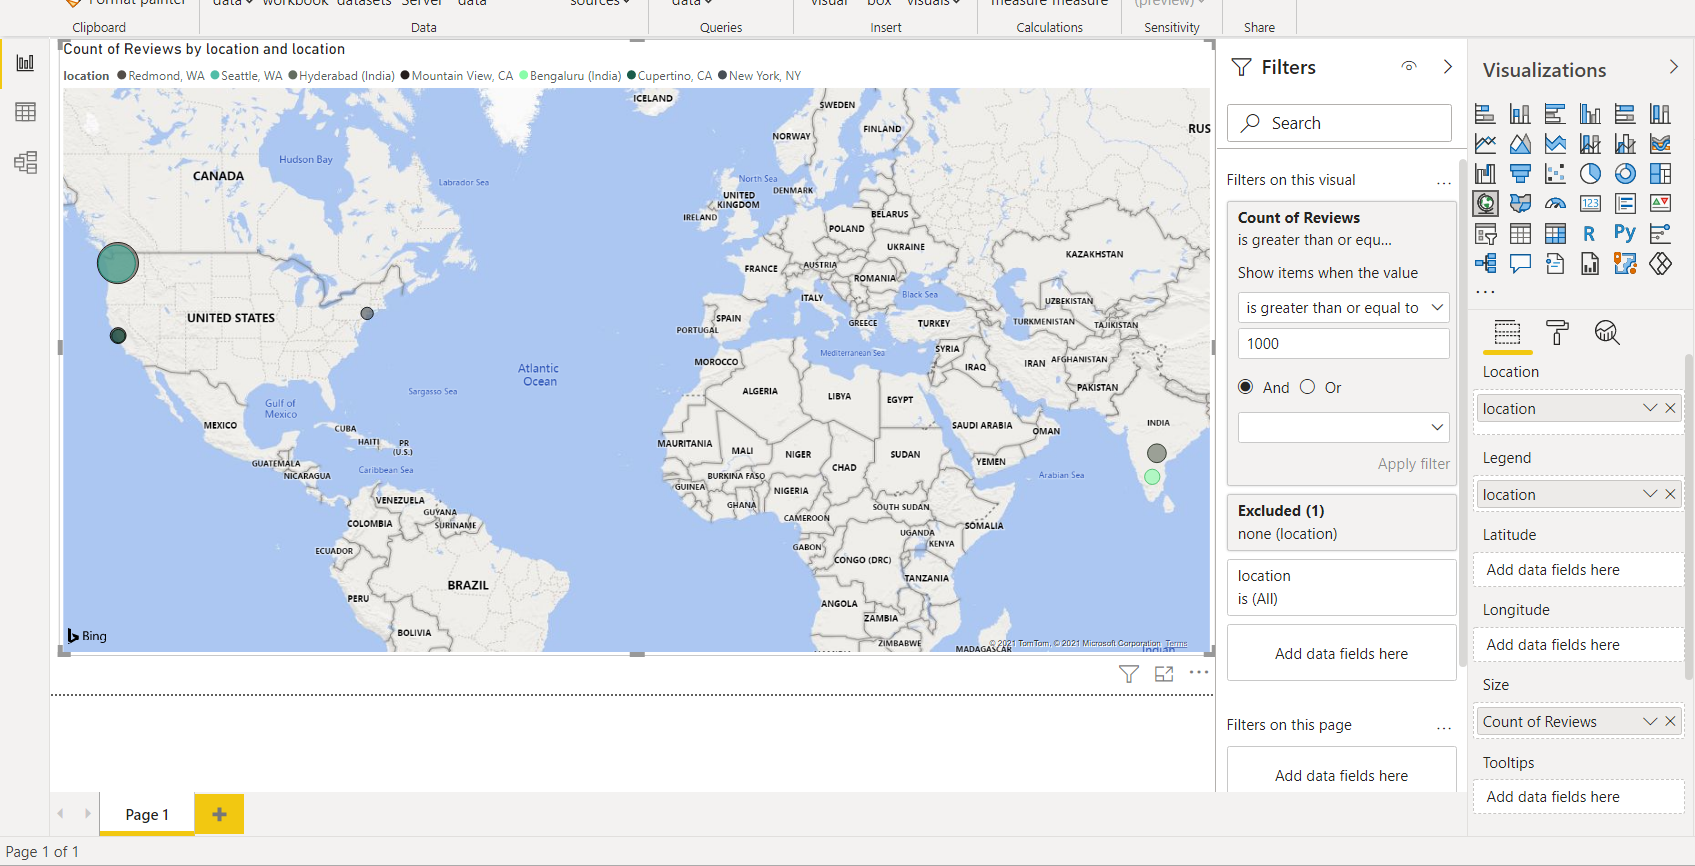 Format painter
data workbook datasets Server data sources data visual box visuals measure measure (preview)
Clipboard Data Queries Insert Calculations Sensitivity Share
Count of Reviews by location and location
location Redmond, WA Seattle, WA Hyderabad (India) Mountain View, CA Bengaluru (India) Cupertino, CA New York, NY
ICELAND
SWEDEN
NORWAY
FINLAND
RUS
Hudson Bay
CANADA
Labrador Sea
North Sea
DENMARK
UNITED
KINGDOM
IRELAND
BELARUS
POLAND
UKRAINE
KAZAKHSTAN
FRANCE
AUSTRIA
ROMANIA
ITALY
Black Sea
UZBEKISTAN
UNITED STATES
SPAIN
PORTUGAL
GREECE
TURKEY
TURKMENISTAN
TAJIKISTAN
Mediterranean Sea
SYRIA
MOROCCO
IRAQ
IRAN
AFGHANISTAN
Atlantic
Ocean
PAKISTAN
Sargasso Sea
ALGERIA
LIBYA
EGYPT
Gulf of
Mexico
MEXICO
CUBA
HAITI
PR
(U.S.)
SAUDI ARABIA
OMAN
INDIA
MAURITANIA
MALI
NIGER
CHAD
SUDAN
YEMEN
GUATEMALA
NICARAGUA
Caribbean Sea
BURKINA FASO
Arabian Sea
GUINEA
NIGERIA
GHANA
VENEZUELA
GUYANA
SURINAME
COLOMBIA
CAMEROON
SOUTH SUDAN
SOMALIA
UGANDA
KENYA
ECUADOR
GABON
CONGO (DRC)
TANZANIA
BRAZIL
PERU
ANGOLA
ZAMBIA
BOLIVIA
ZIMBABWE
MADAGASCAR
Indian
Bing
© 2021 TomTom, © 2021 Microsoft Corporation Terms
Filters
Search
Filters on this visual ...
Count of Reviews
is greater than or equ...
Show items when the value
is greater than or equal to
1000
And Or
Apply filter
Excluded (1)
none (location)
location
is (All)
Add data fields here
Filters on this page ...
Add data fields here
Visualizations
123
R Py
...
Location
location
Legend
location
Latitude
Add data fields here
Longitude
Add data fields here
Size
Count of Reviews
Tooltips
Add data fields here
Page 1
Page 1 of 1